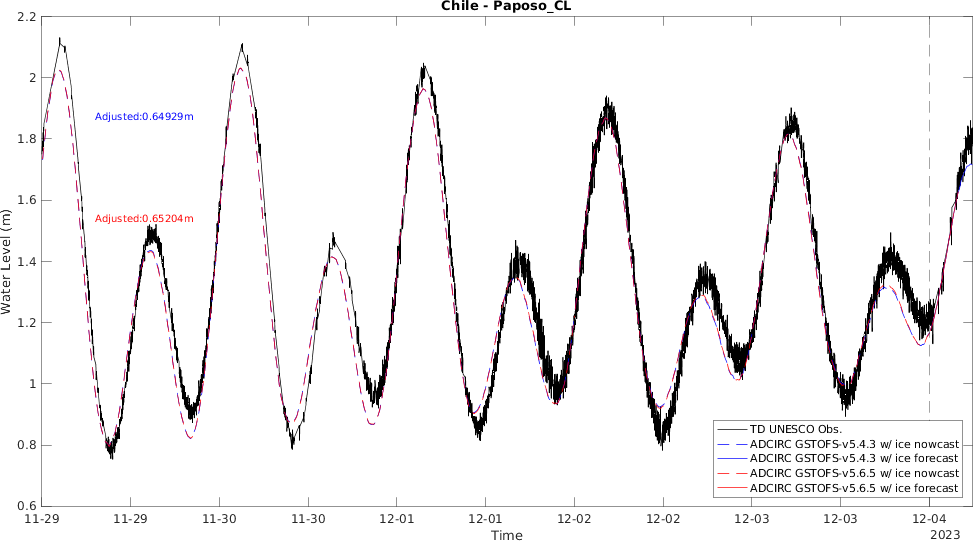 Chile - Paposo_CL
2.2
2
1.8
1.6
1.4
1.2
1
0.8
0.6
Water Level (m)
Adjusted:0.64929m
Adjusted:0.65204m
TD UNESCO Obs.
ADCIRC GSTOFS-v5.4.3 w/ ice nowcast
ADCIRC GSTOFS-v5.4.3 w/ ice forecast
ADCIRC GSTOFS-v5.6.5 w/ ice nowcast
ADCIRC GSTOFS-v5.6.5 w/ ice forecast
11-29 11-29 11-30 11-30 12-01 12-01 12-02 12-02 12-03 12-03 12-04
Time
2023